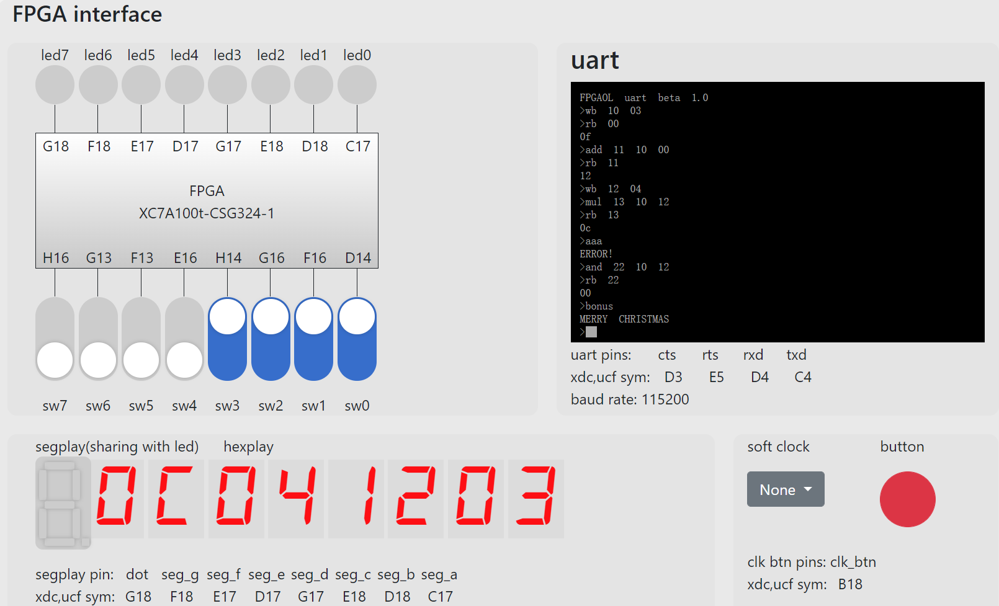 FPGA interface
led7 led6 led5 led4 led3 led2 led1 led0
G18 F18 E17 D17 G17 E18 D18 C17
FPGA
XC7A100t-CSG324-1
H16 G13 F13 E16 H14 G16 F16 D14
sw7 sw6 sw5 sw4 sw3 sw2 sw1 sw0
uart
FPGAOL uart beta 1.0
>wb 10 03
>rb 00
0f
>add 11 10 00
>rb 11
12
>wb 12 04
>mul 13 10 12
>rb 13
0c
>aaa
ERROR!
>and 22 10 12
>rb 22
00
>bonus
MERRY CHRISTMAS
>
uart pins: cts rts rxd txd
xdc,ucf sym: D3 E5 D4 C4
baud rate: 115200
segplay(sharing with led) hexplay
0C041203
segplay pin: dot seg_g seg_f seg_e seg_d seg_c seg_b seg_a
xdc,ucf sym: G18 F18 E17 D17 G17 E18 D18 C17
soft clock button
None
clk btn pins: clk_btn
xdc,ucf sym: B18